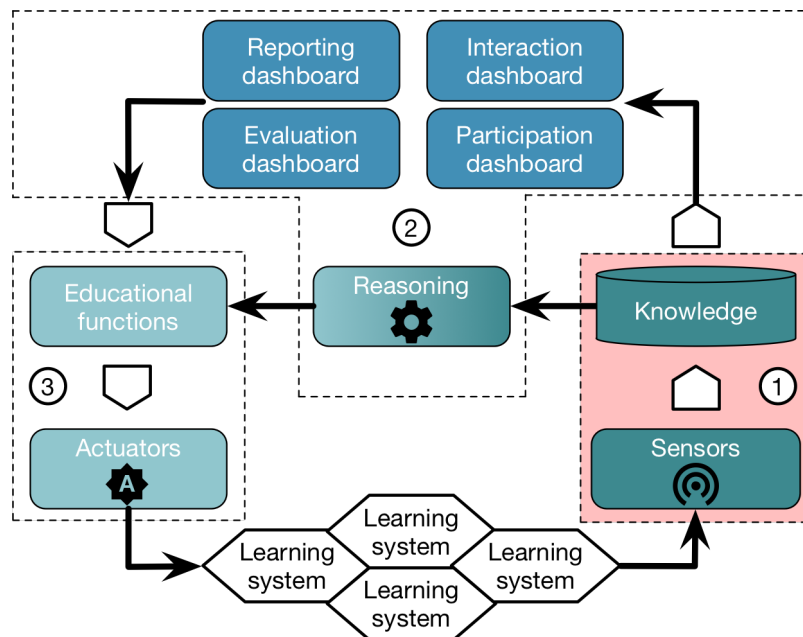 Reporting
dashboard
Interaction
dashboard
Evaluation
dashboard
Participation
dashboard
2
Educational
functions
Reasoning
Knowledge
3
1
Actuators
A
Sensors
Learning
system
Learning
system
Learning
system
Learning
system